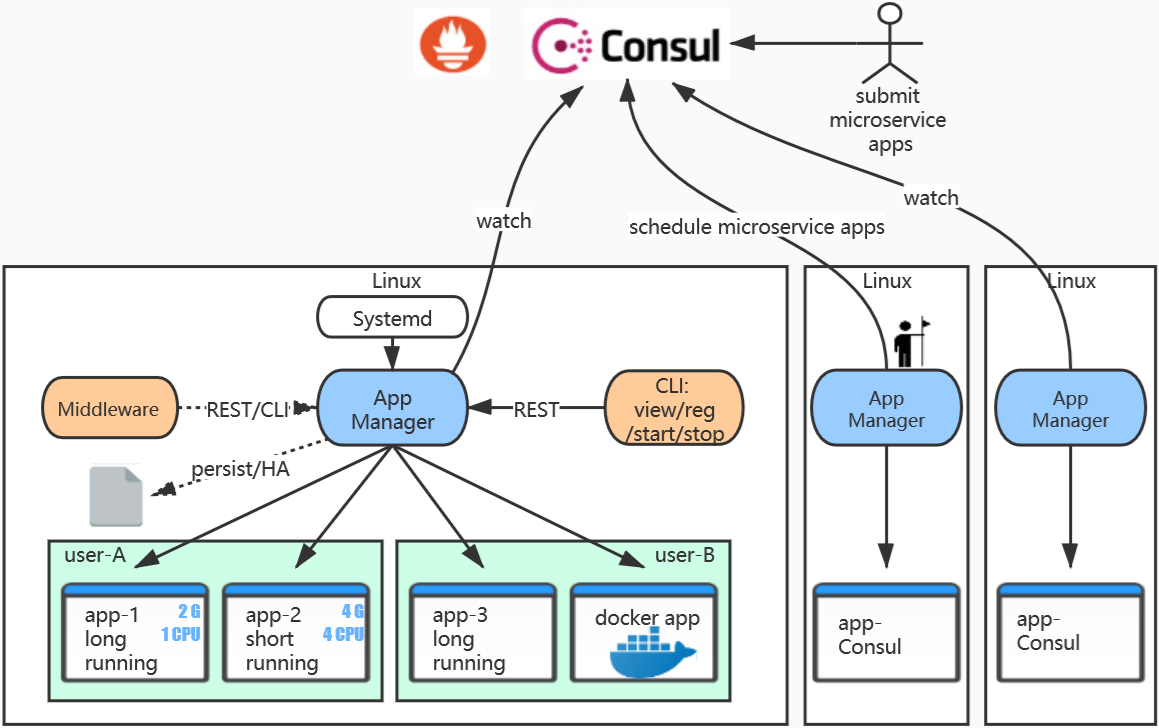 Consul
submit
microservice
apps
watch
schedule microservice apps
watch
Linux
Systemd
Middleware
REST/CLI
App
Manager
REST
CLI:
view/reg
/start/stop
persist/HA
user-A
app-1
long
running
2 G
1 CPU
app-2
short
running
4 G
4 CPU
user-B
app-3
long
running
docker app
Linux
App
Manager
app-
Consul
Linux
App
Manager
app-
Consul